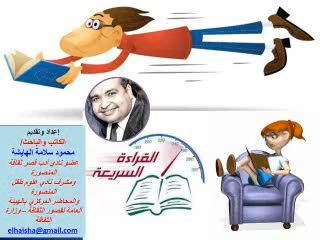 إعداد وتقديم
الكاتب والباحث/
محمود سلامة الهايشة
عضو نادي أدب قصر ثقافة
المنصورة
ومشرف نادي علوم طفل
المنصورة
والمحاضر المركزي بالهيئة
العامة لقصور الثقافة – وزارة
الثقافة
elhaisha@gmail.com
القراءة
السريعة